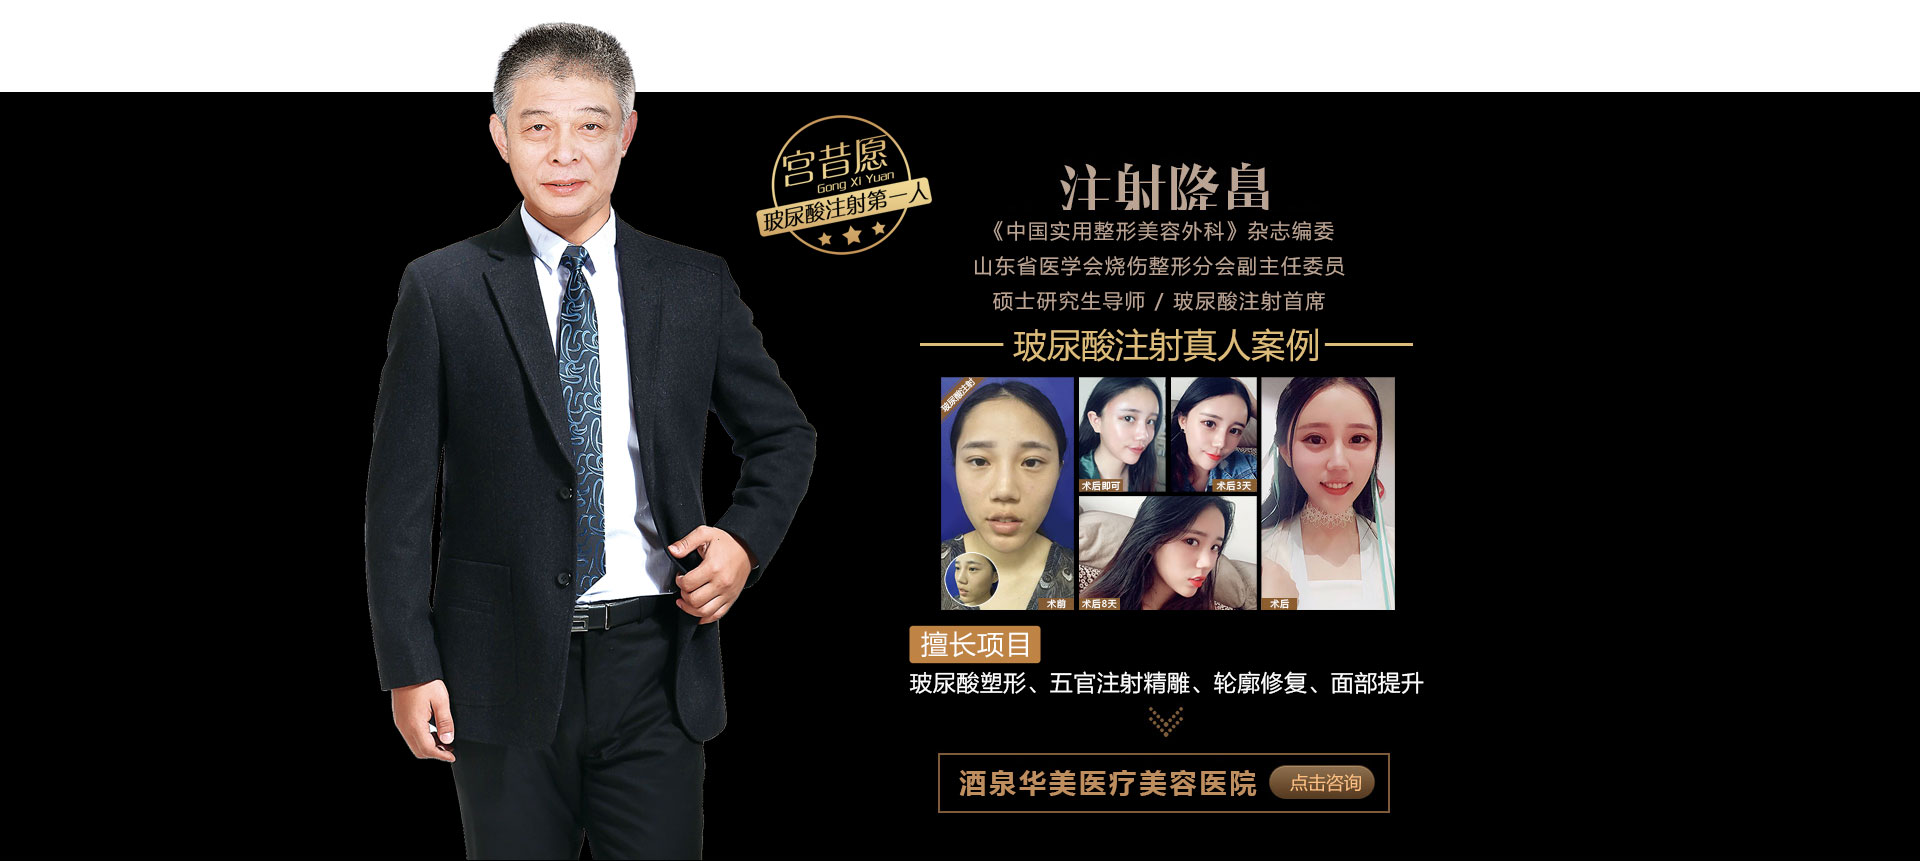 宫昔愿
Gong Xi Yuan
玻尿酸注射第一人
注射隆鼻
《中国实用整形美容外科》杂志编委
山东省医学会烧伤整形分会副主任委员
硕士研究生导师 / 玻尿酸注射首席
玻尿酸注射真人案例
玻尿酸注射
术前
术后即可
术后3天
术后8天
术后
擅长项目
玻尿酸塑形、五官注射精雕、轮廓修复、面部提升
酒泉华美医疗美容医院
点击咨询